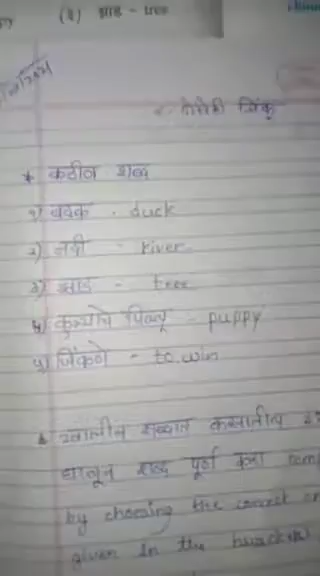 (३) झाड -
* कठीण शब्द
१) बदक - duck
२) नदी - river
३) झाड - tree
४) कुत्र्याचे पिल्लू - puppy
५) जिंकणे - to win
* खालील शब्दात कंसातील
घालून शब्द पूर्ण करा
by choosing the correct
given in the bracket